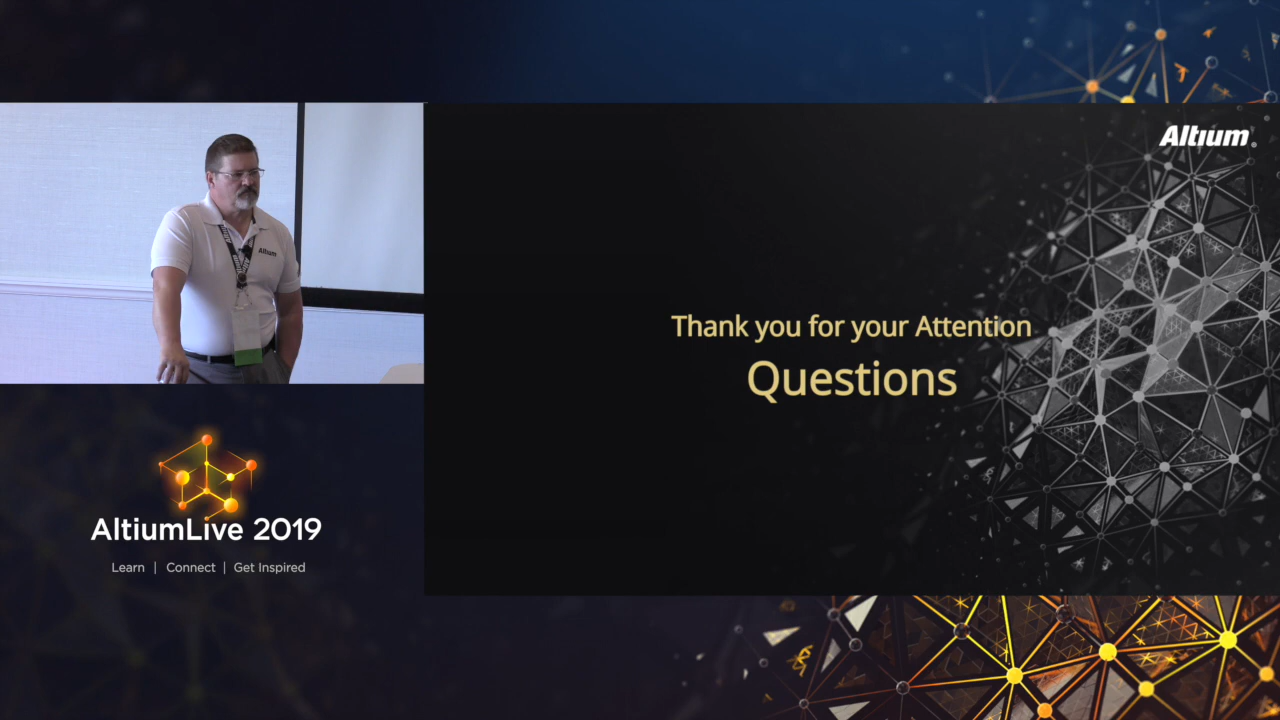 Altium
Altium®
Thank you for your Attention
Questions
AltiumLive 2019
Learn | Connect | Get Inspired